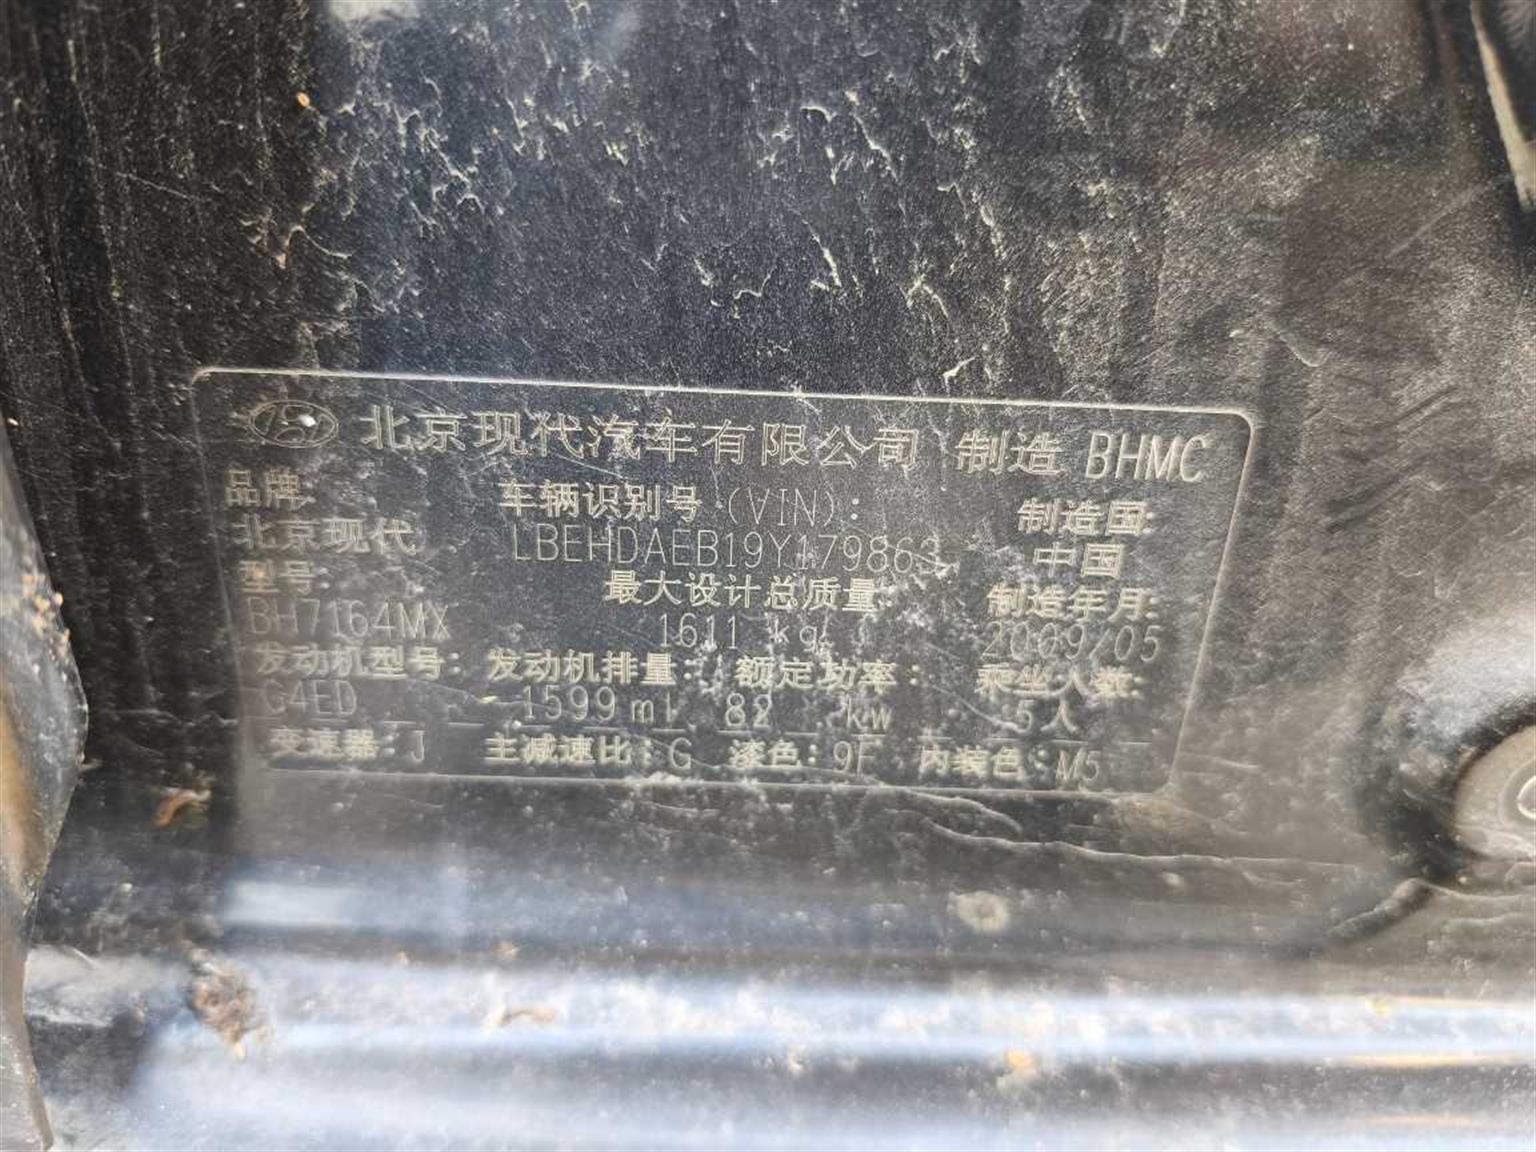 北京现代汽车有限公司 制造 BHMC
品牌: 车辆识别号(VIN): 制造国:
北京现代 LBEHDAEB19Y179863 中国
型号: 最大设计总质量: 制造年月:
BH7164MX 1611 kg 2009/05
发动机型号: 发动机排量: 额定功率: 乘坐人数:
G4ED 1599 ml 82 kw 5人
变速器:J 主减速比:G 漆色:9F 内装色:M5